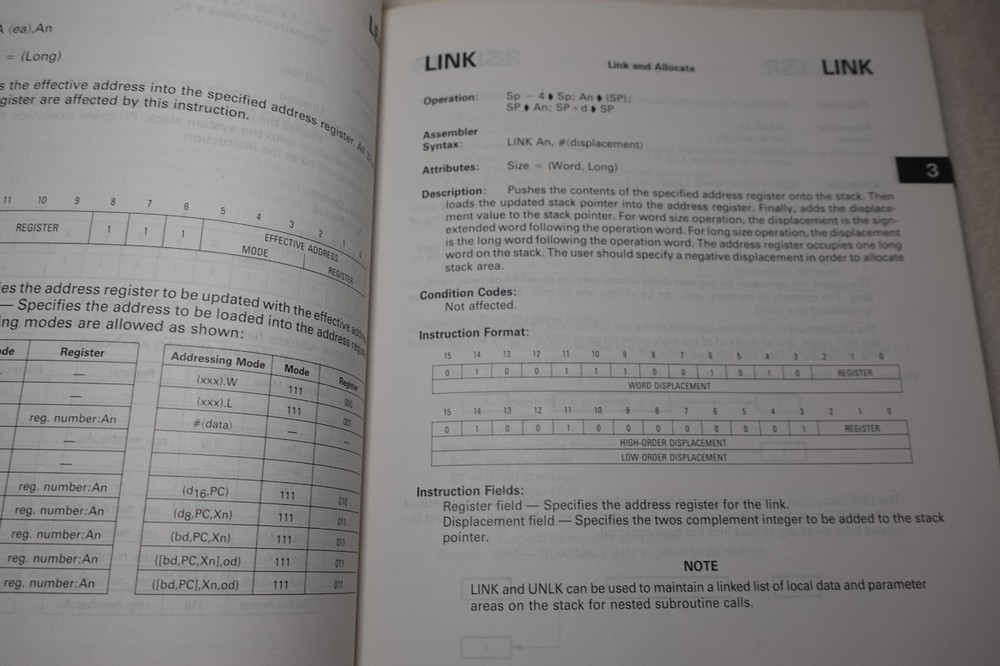 (ea),An
= (Long)
the effective address into the specified address register. All
gister are affected by this instruction.
11 10 9 8 7 6 5 4 3 2 1
REGISTER 1 1 1 EFFECTIVE ADDRESS
MODE REGISTER
the address register to be updated with the effective address
— Specifies the address to be loaded into the address
ing modes are allowed as shown:
Register
—
—
reg. number:An
—
—
reg. number:An
reg. number:An
reg. number:An
reg. number:An
reg. number:An
Addressing Mode Mode Register
(xxx).W 111 000
(xxx).L 111 001
#⟨data⟩ — —
(d16,PC) 111 010
(d8,PC,Xn) 111 011
(bd,PC,Xn) 111 011
([bd,PC,Xn],od) 111 011
([bd,PC],Xn,od) 111 011
LINK Link and Allocate LINK
3
Operation: Sp – 4 ➧ Sp; An ➧ (SP);
SP ➧ An; SP + d ➧ SP
Assembler
Syntax: LINK An, #⟨displacement⟩
Attributes: Size = (Word, Long)
Description: Pushes the contents of the specified address register onto the stack. Then
loads the updated stack pointer into the address register. Finally, adds the displace-
ment value to the stack pointer. For word size operation, the displacement is the sign-
extended word following the operation word. For long size operation, the displacement
is the long word following the operation word. The address register occupies one long
word on the stack. The user should specify a negative displacement in order to allocate
stack area.
Condition Codes:
Not affected.
Instruction Format:
15 14 13 12 11 10 9 8 7 6 5 4 3 2 1 0
0 1 0 0 1 1 1 0 0 1 0 1 0 REGISTER
WORD DISPLACEMENT
15 14 13 12 11 10 9 8 7 6 5 4 3 2 1 0
0 1 0 0 1 0 0 0 0 0 0 0 1 REGISTER
HIGH-ORDER DISPLACEMENT
LOW-ORDER DISPLACEMENT
Instruction Fields:
Register field — Specifies the address register for the link.
Displacement field — Specifies the twos complement integer to be added to the stack
pointer.
NOTE
LINK and UNLK can be used to maintain a linked list of local data and parameter
areas on the stack for nested subroutine calls.